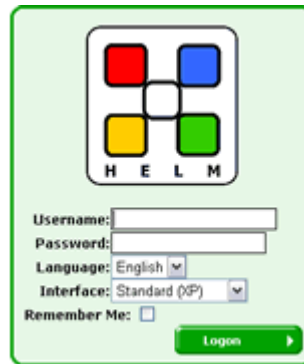 H E L M
Username:
Password:
Language: English
Interface: Standard (XP)
Remember Me:
Logon